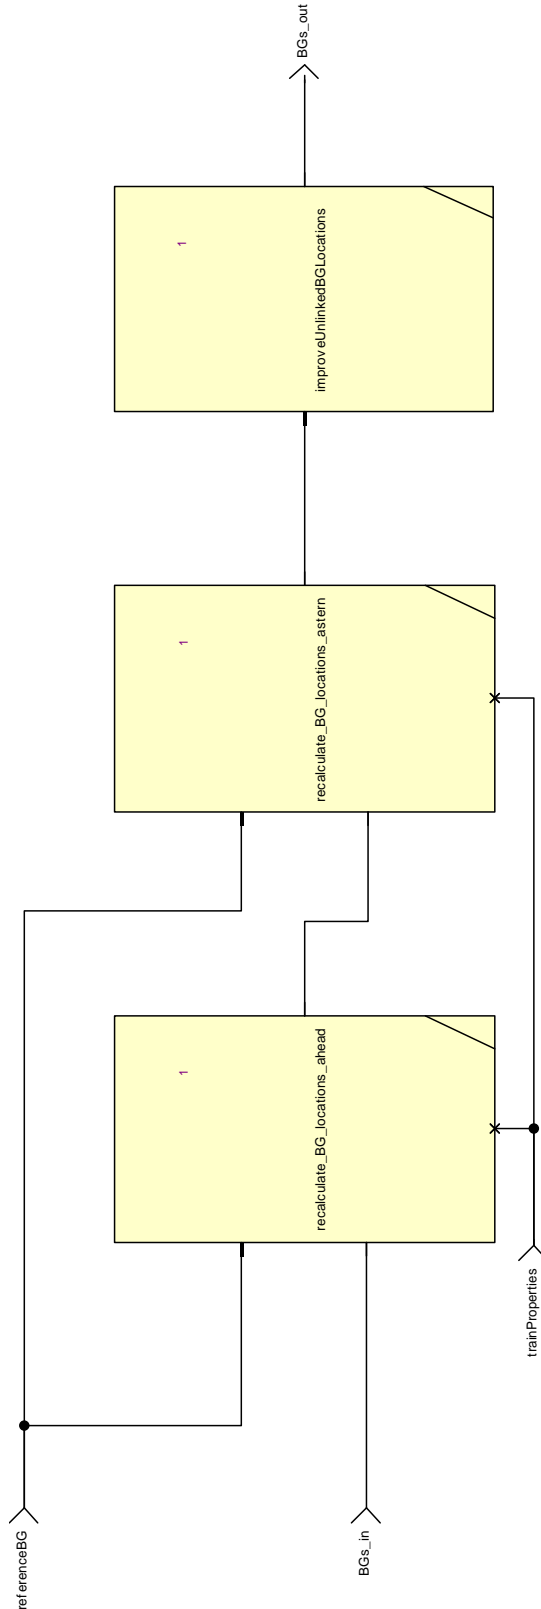 referenceBG
BGs_in
trainProperties
1
recalculate_BG_locations_ahead
1
recalculate_BG_locations_astern
1
improveUnlinkedBGLocations
BGs_out